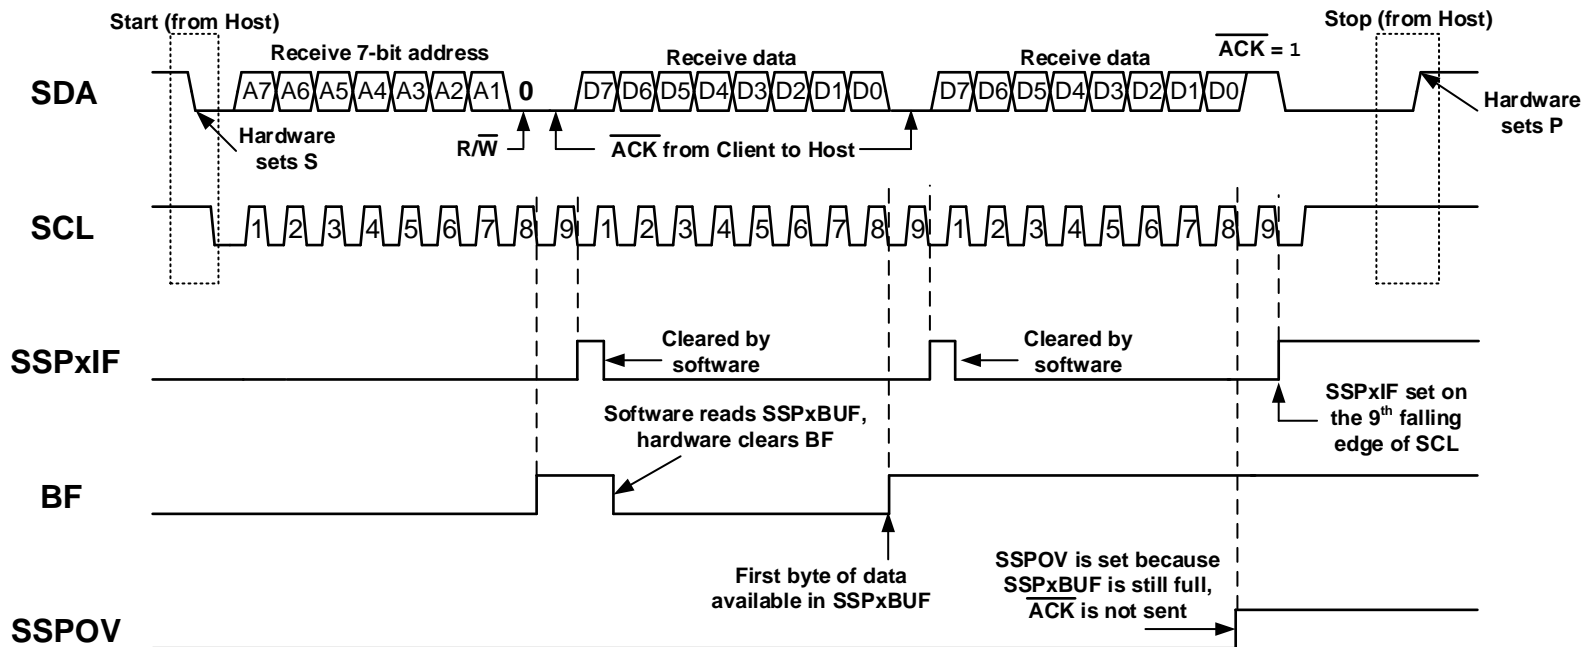 Start (from Host)
Stop (from Host)
Receive 7-bit address
Receive data
Receive data
ACK = 1
SDA
A7 A6 A5 A4 A3 A2 A1 0 D7 D6 D5 D4 D3 D2 D1 D0 D7 D6 D5 D4 D3 D2 D1 D0
Hardware
sets S
R/W
ACK from Client to Host
Hardware
sets P
SCL
1 2 3 4 5 6 7 8 9 1 2 3 4 5 6 7 8 9 1 2 3 4 5 6 7 8 9
SSPxIF
Cleared by
software
Cleared by
software
SSPxIF set on
the 9th falling
edge of SCL
Software reads SSPxBUF,
hardware clears BF
BF
First byte of data
available in SSPxBUF
SSPOV is set because
SSPxBUF is still full,
ACK is not sent
SSPOV